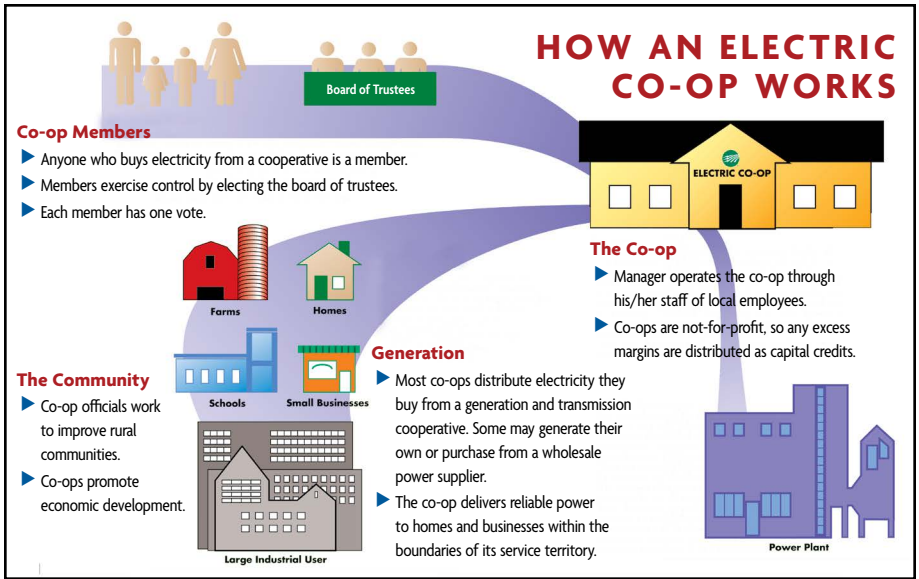 HOW AN ELECTRIC
CO-OP WORKS
Board of Trustees
Co-op Members
Anyone who buys electricity from a cooperative is a member.
Members exercise control by electing the board of trustees.
Each member has one vote.
ELECTRIC CO-OP
The Co-op
Manager operates the co-op through
his/her staff of local employees.
Co-ops are not-for-profit, so any excess
margins are distributed as capital credits.
Farms
Homes
Schools
Small Businesses
Large Industrial User
The Community
Co-op officials work
to improve rural
communities.
Co-ops promote
economic development.
Generation
Most co-ops distribute electricity they
buy from a generation and transmission
cooperative. Some may generate their
own or purchase from a wholesale
power supplier.
The co-op delivers reliable power
to homes and businesses within the
boundaries of its service territory.
Power Plant